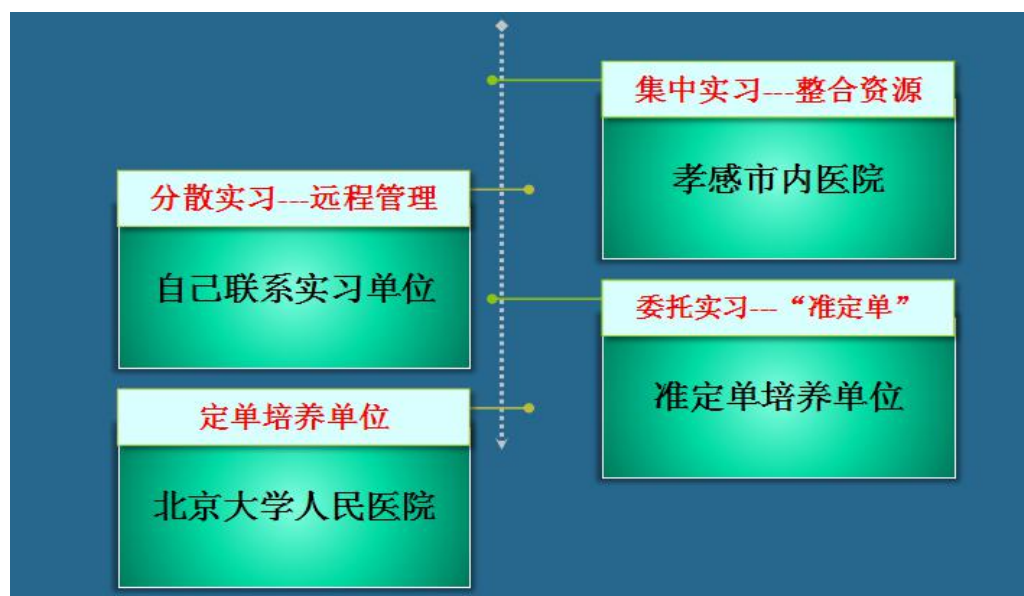 集中实习---整合资源
孝感市内医院
分散实习---远程管理
自己联系实习单位
委托实习---“准定单”
准定单培养单位
定单培养单位
北京大学人民医院